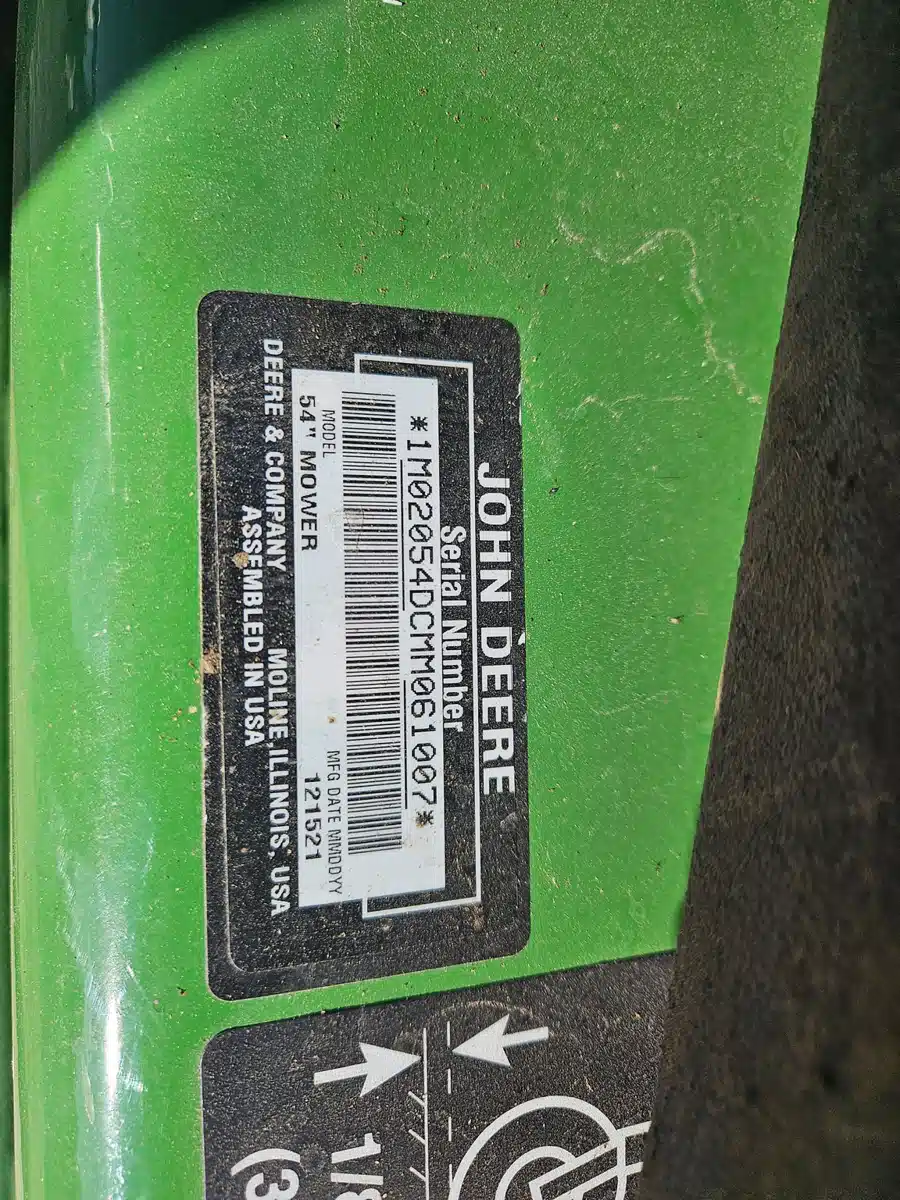 JOHN DEERE
Serial Number
*1M02054DCMM061007*
MODEL
54" MOWER
MFG DATE MMDDYY
121521
DEERE & COMPANY MOLINE, ILLINOIS, USA
ASSEMBLED IN USA